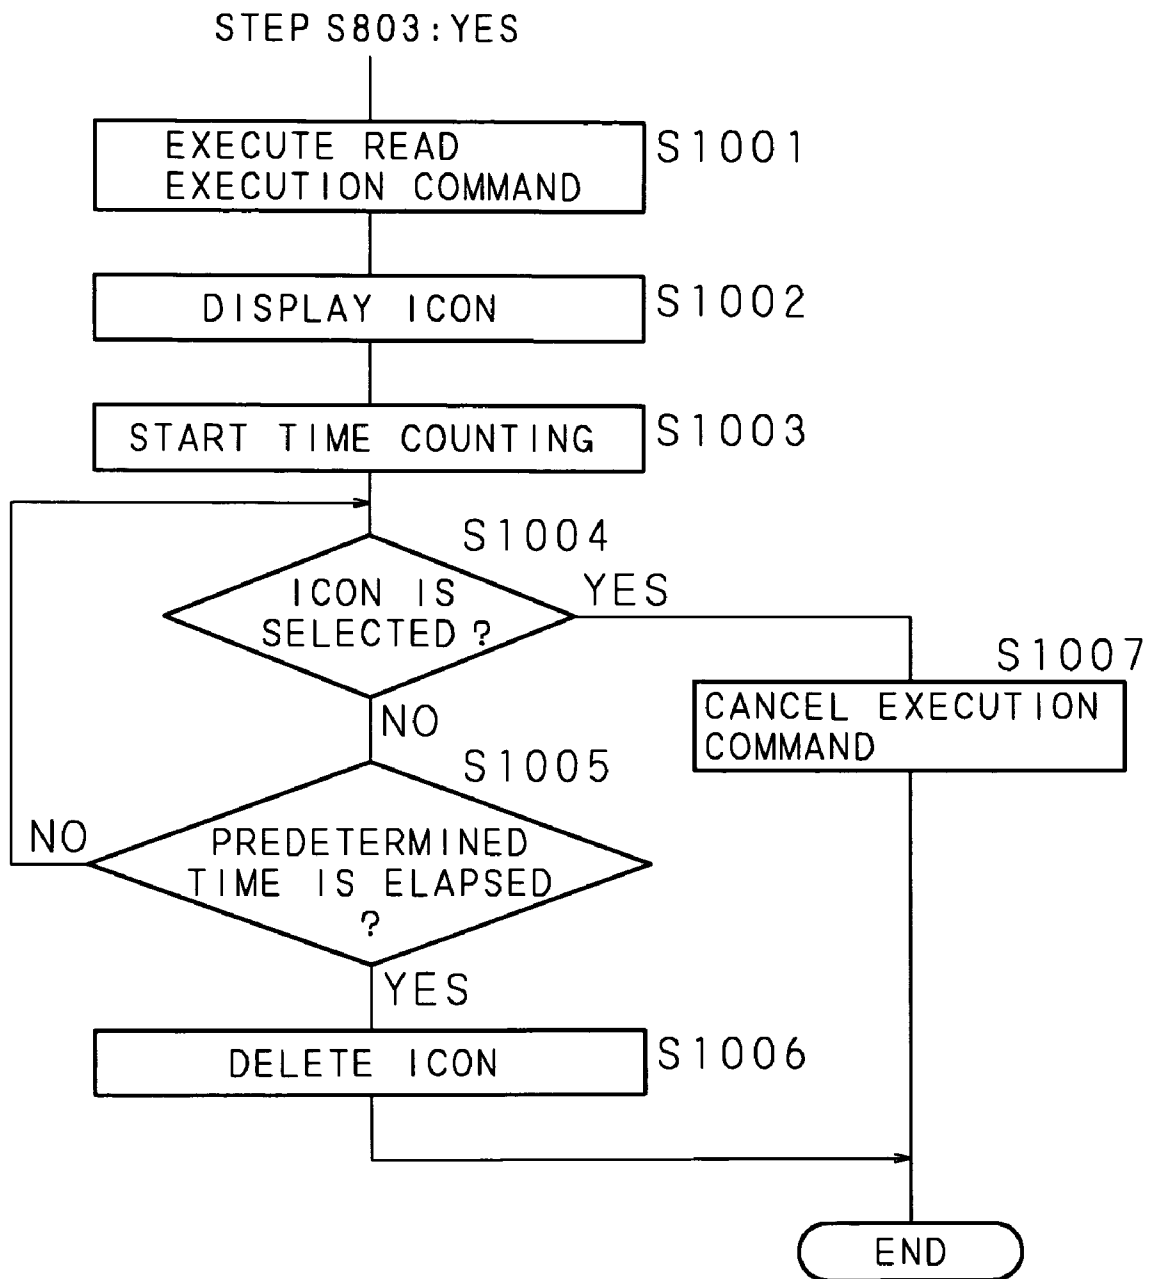 STEP S803:YES
EXECUTE READ
EXECUTION COMMAND
S1001
DISPLAY ICON
S1002
START TIME COUNTING
S1003
S1004
ICON IS
SELECTED?
YES
NO
S1007
CANCEL EXECUTION
COMMAND
S1005
PREDETERMINED
TIME IS ELAPSED
?
NO
YES
DELETE ICON
S1006
END